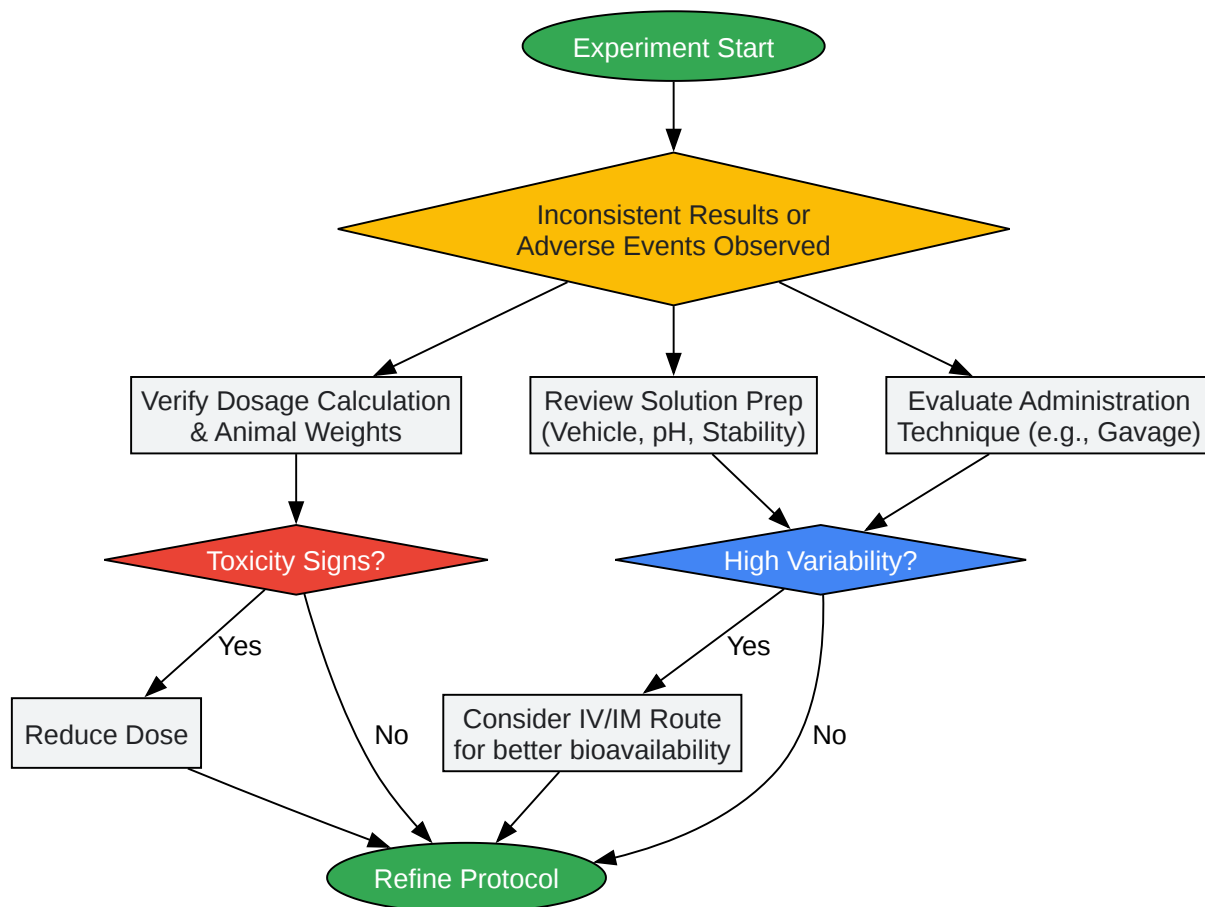 Experiment Start
Inconsistent Results or
Adverse Events Observed
Verify Dosage Calculation
& Animal Weights
Review Solution Prep
(Vehicle, pH, Stability)
Evaluate Administration
Technique (e.g., Gavage)
Toxicity Signs?
High Variability?
Yes
Yes
Reduce Dose
No
Consider IV/IM Route
for better bioavailability
No
Refine Protocol